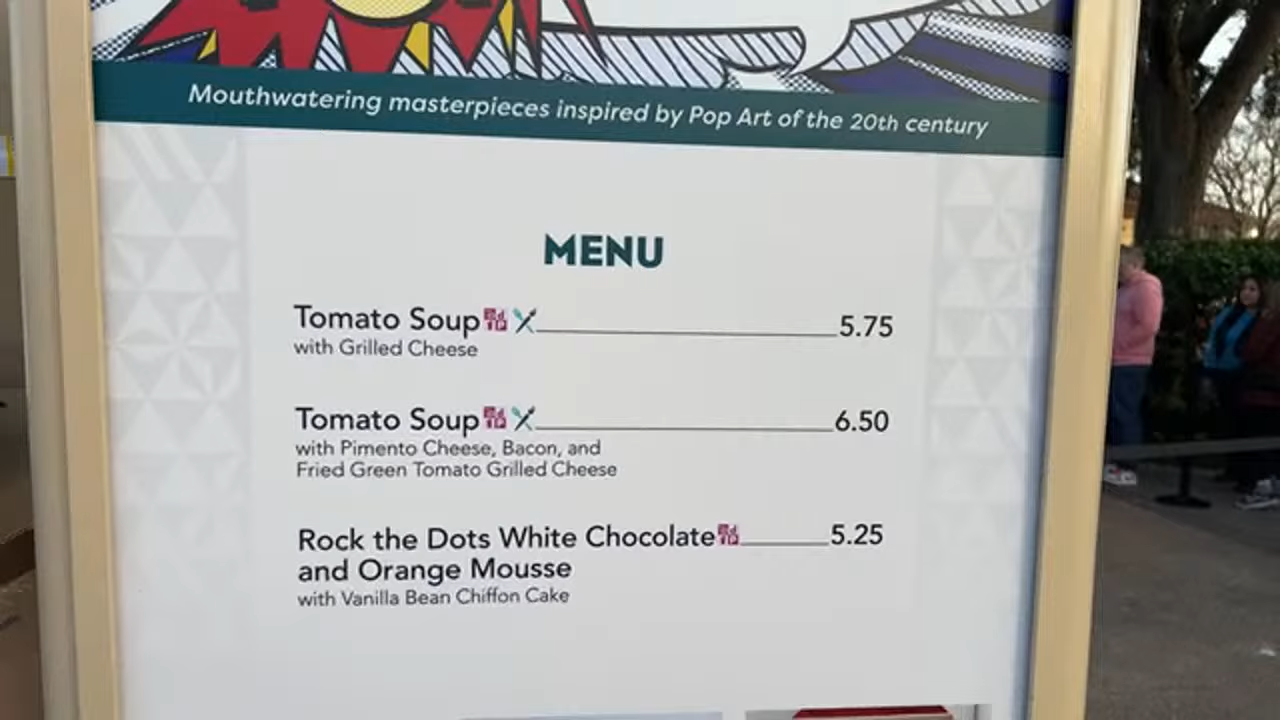 Mouthwatering masterpieces inspired by Pop Art of the 20th century
MENU
Tomato Soup 5.75
with Grilled Cheese
Tomato Soup 6.50
with Pimento Cheese, Bacon, and
Fried Green Tomato Grilled Cheese
Rock the Dots White Chocolate 5.25
and Orange Mousse
with Vanilla Bean Chiffon Cake